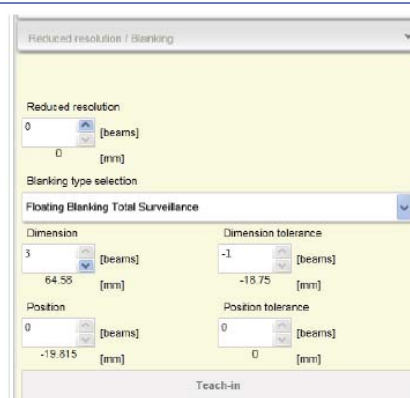 Reduced resolution / Blanking
Reduced resolution
0 [beams]
0 [mm]
Blanking type selection
Floating Blanking Total Surveillance
Dimension Dimension tolerance
3 [beams] -1 [beams]
64.58 [mm] -18.75 [mm]
Position Position tolerance
0 [beams] 0 [beams]
-19.815 [mm] 0 [mm]
Teach-in